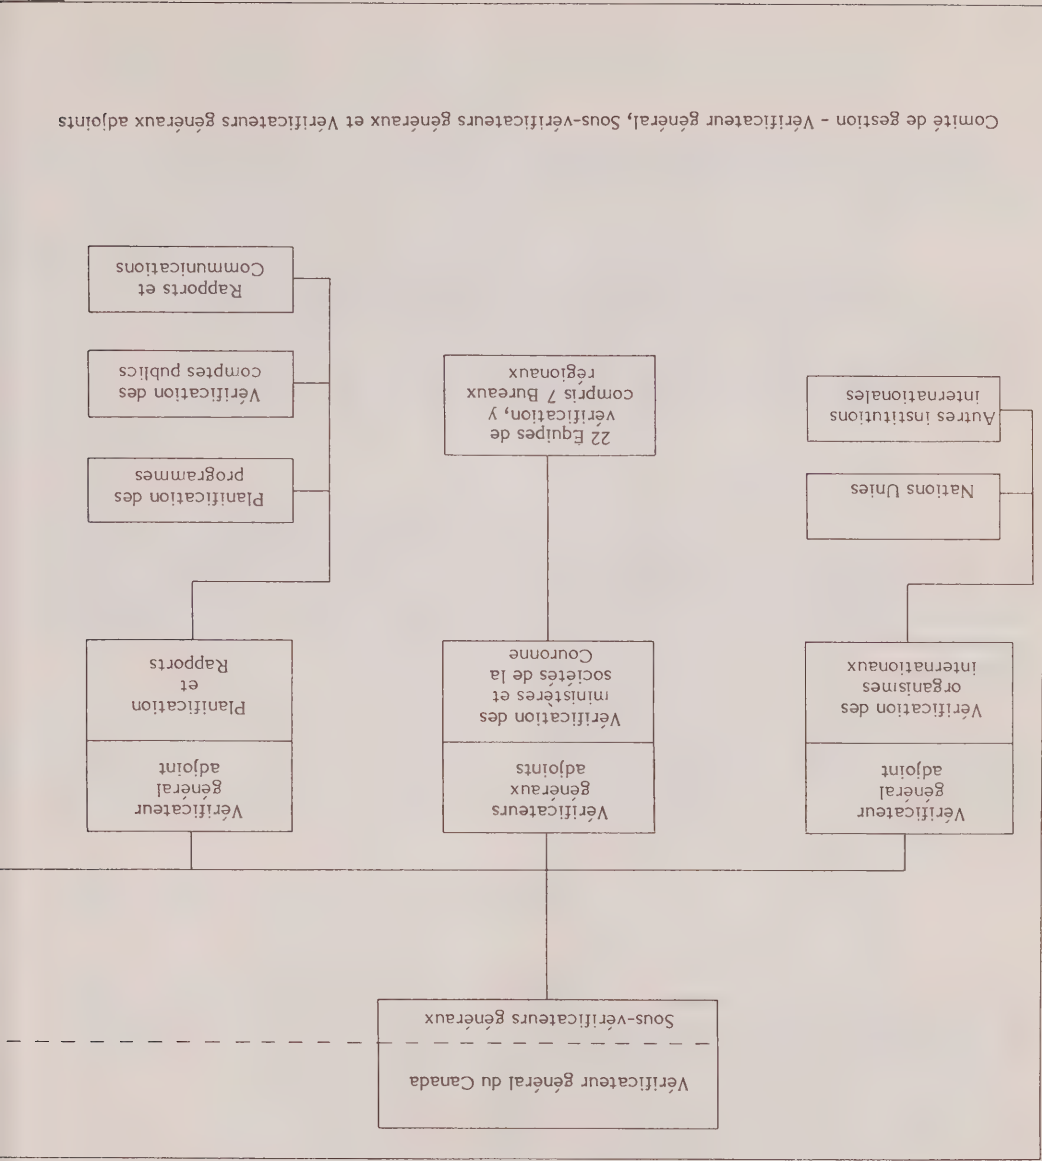 Vérificateur général du Canada
Sous-vérificateurs généraux
Vérificateur
général
adjoint
Vérification des
organismes
internationaux
Nations Unies
Autres institutions
internationales
Vérificateurs
généraux
adjoints
Vérification des
ministères et
sociétés de la
Couronne
22 Equipes de
vérification, y
compris 7 Bureaux
régionaux
Vérificateur
général
adjoint
Planification
et
Rapports
Planification des
programmes
Vérification des
comptes publics
Rapports et
Communications
Comité de gestion - Vérificateur général, Sous-vérificateurs généraux et Vérificateurs généraux adjoints